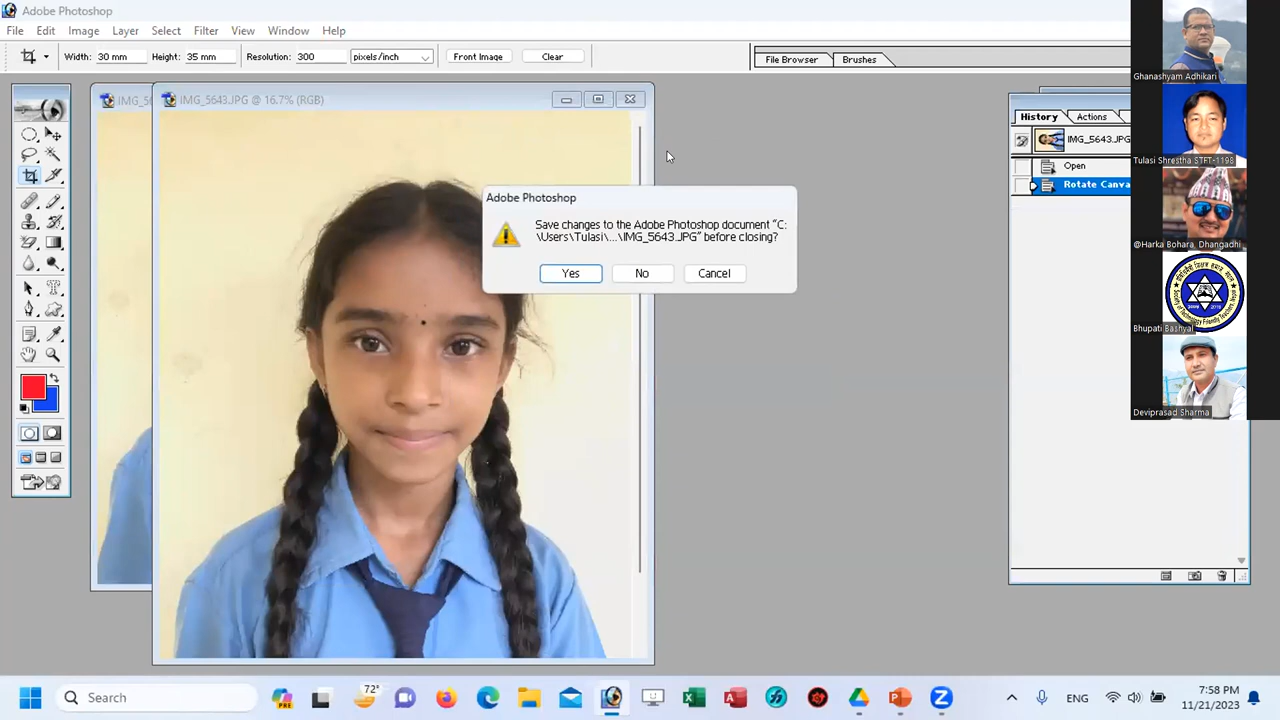 Adobe Photoshop
File Edit Image Layer Select Filter View Window Help
Width: 30 mm Height: 35 mm Resolution: 300 pixels/inch Front Image Clear
File Browser Brushes
Ghanashyam Adhikari
IMG_5
IMG_5643.JPG @ 16.7% (RGB)
History Actions
IMG_5643.JPG
Open
Rotate Canva
Tulasi Shrestha STFT-1198
Adobe Photoshop
Save changes to the Adobe Photoshop document "C:
\Users\Tulasi\...\IMG_5643.JPG" before closing?
Yes No Cancel
@Harka Bohara, Dhangadhi
Bhupati Bashyal
Deviprasad Sharma
Search
PRE
72°
ENG
7:58 PM
11/21/2023